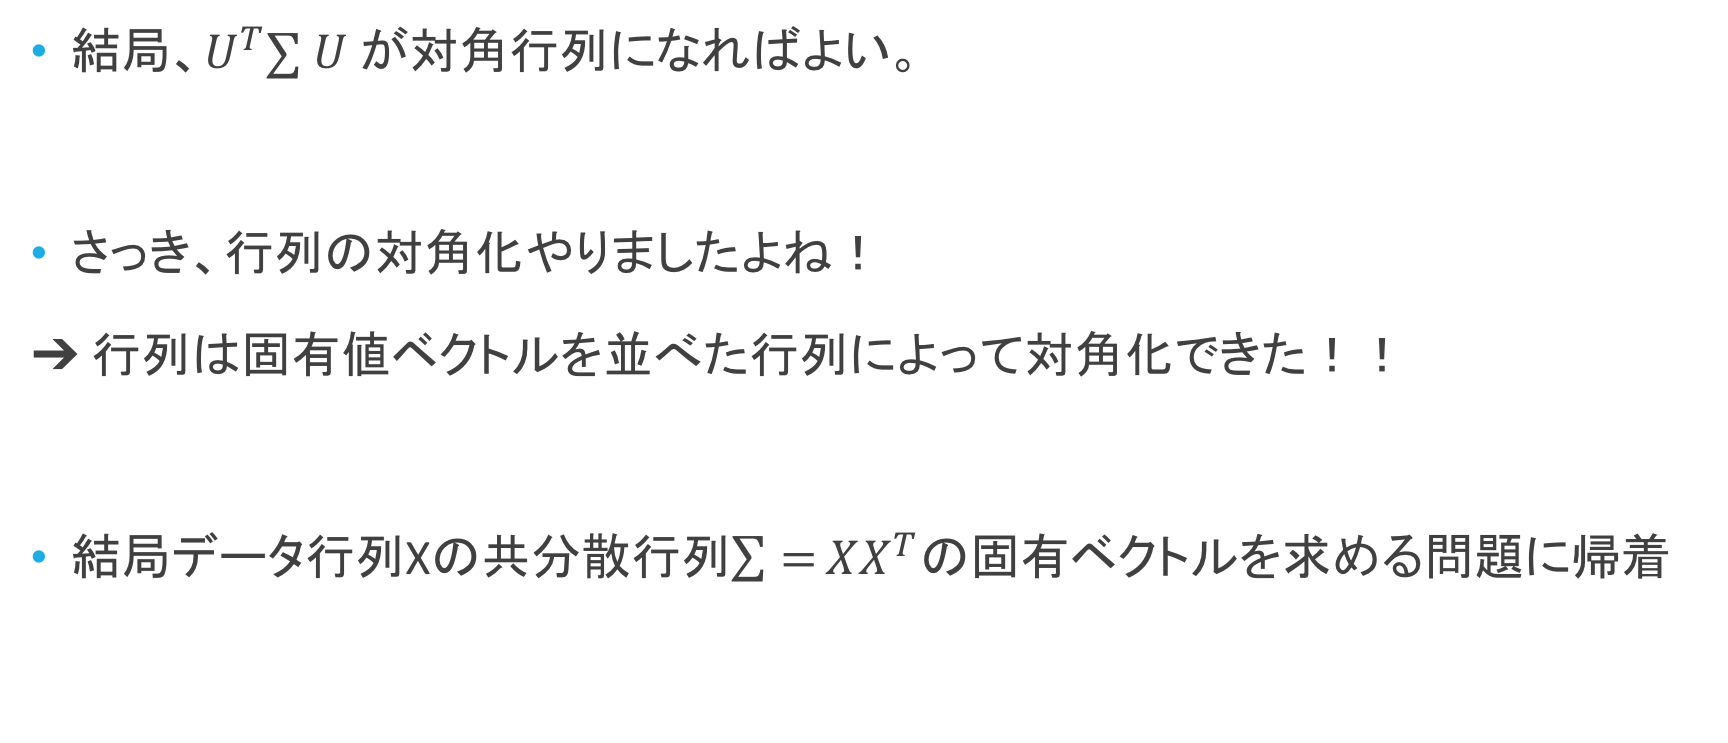 • 結局、𝑈ᵀ∑ 𝑈 が対角行列になればよい。
• さっき、行列の対角化やりましたよね！
➔ 行列は固有値ベクトルを並べた行列によって対角化できた！！
• 結局データ行列Xの共分散行列∑ = 𝑋𝑋ᵀの固有ベクトルを求める問題に帰着